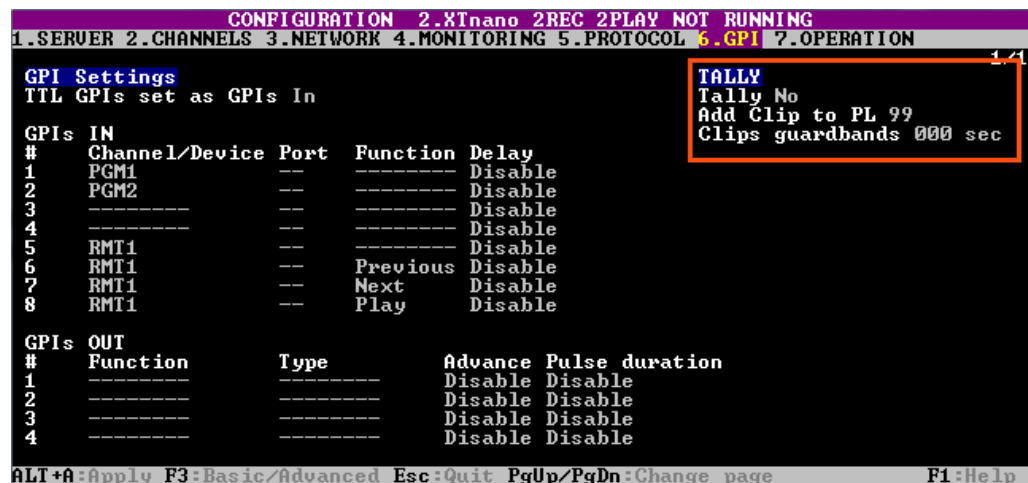 CONFIGURATION 2.XTnano 2REC 2PLAY NOT RUNNING
1.SERVER 2.CHANNELS 3.NETWORK 4.MONITORING 5.PROTOCOL 6.GPI 7.OPERATION
1/1
GPI Settings
TTL GPIs set as GPIs In
TALLY
Tally No
Add Clip to PL 99
Clips guardbands 000 sec
GPIs IN
# Channel/Device Port Function Delay
1 PGM1 -- -------- Disable
2 PGM2 -- -------- Disable
3 -------- -- -------- Disable
4 -------- -- -------- Disable
5 RMT1 -- -------- Disable
6 RMT1 -- Previous Disable
7 RMT1 -- Next Disable
8 RMT1 -- Play Disable
GPIs OUT
# Function Type Advance Pulse duration
1 -------- -------- Disable Disable
2 -------- -------- Disable Disable
3 -------- -------- Disable Disable
4 -------- -------- Disable Disable
ALT+A:Apply F3:Basic/Advanced Esc:Quit PgUp/PgDn:Change page F1:Help